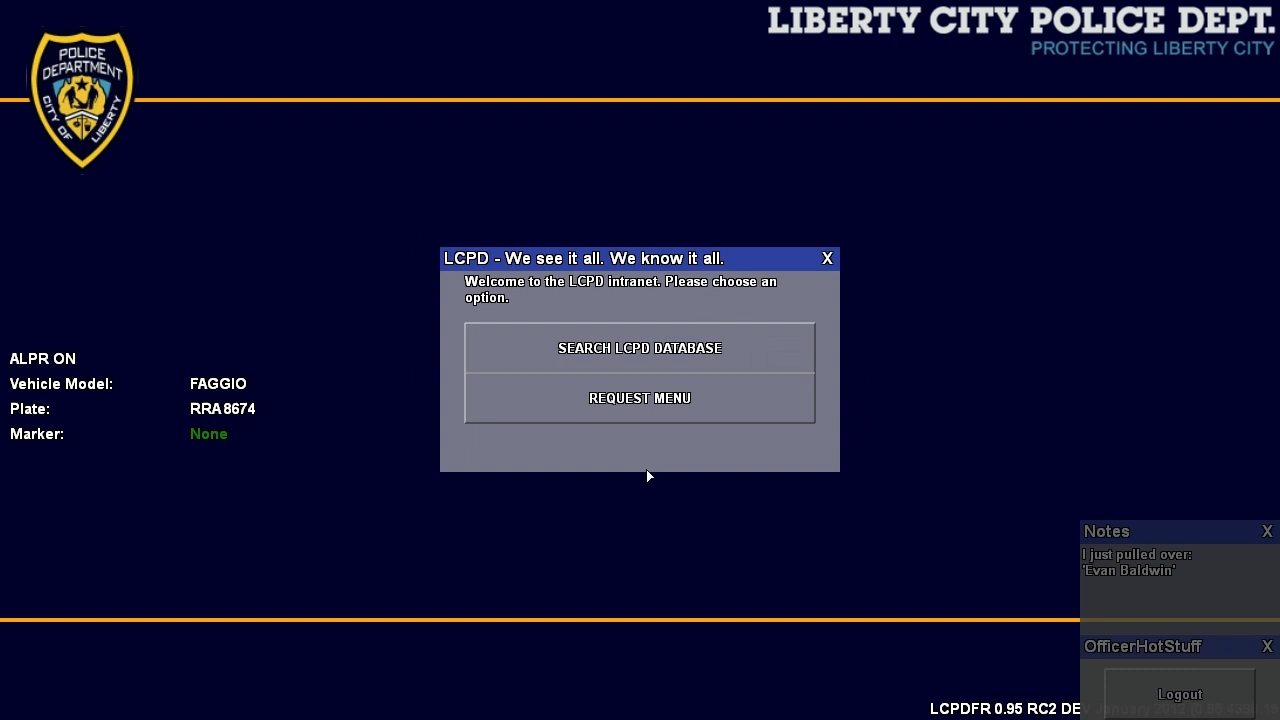 LIBERTY CITY POLICE DEPT.
PROTECTING LIBERTY CITY
POLICE
DEPARTMENT
CITY OF LIBERTY
LCPD - We see it all. We know it all. X
Welcome to the LCPD intranet. Please choose an
option.
SEARCH LCPD DATABASE
REQUEST MENU
ALPR ON
Vehicle Model: FAGGIO
Plate: RRA8674
Marker: None
Notes X
I just pulled over:
'Evan Baldwin'
OfficerHotStuff X
Logout
LCPDFR 0.95 RC2 DE